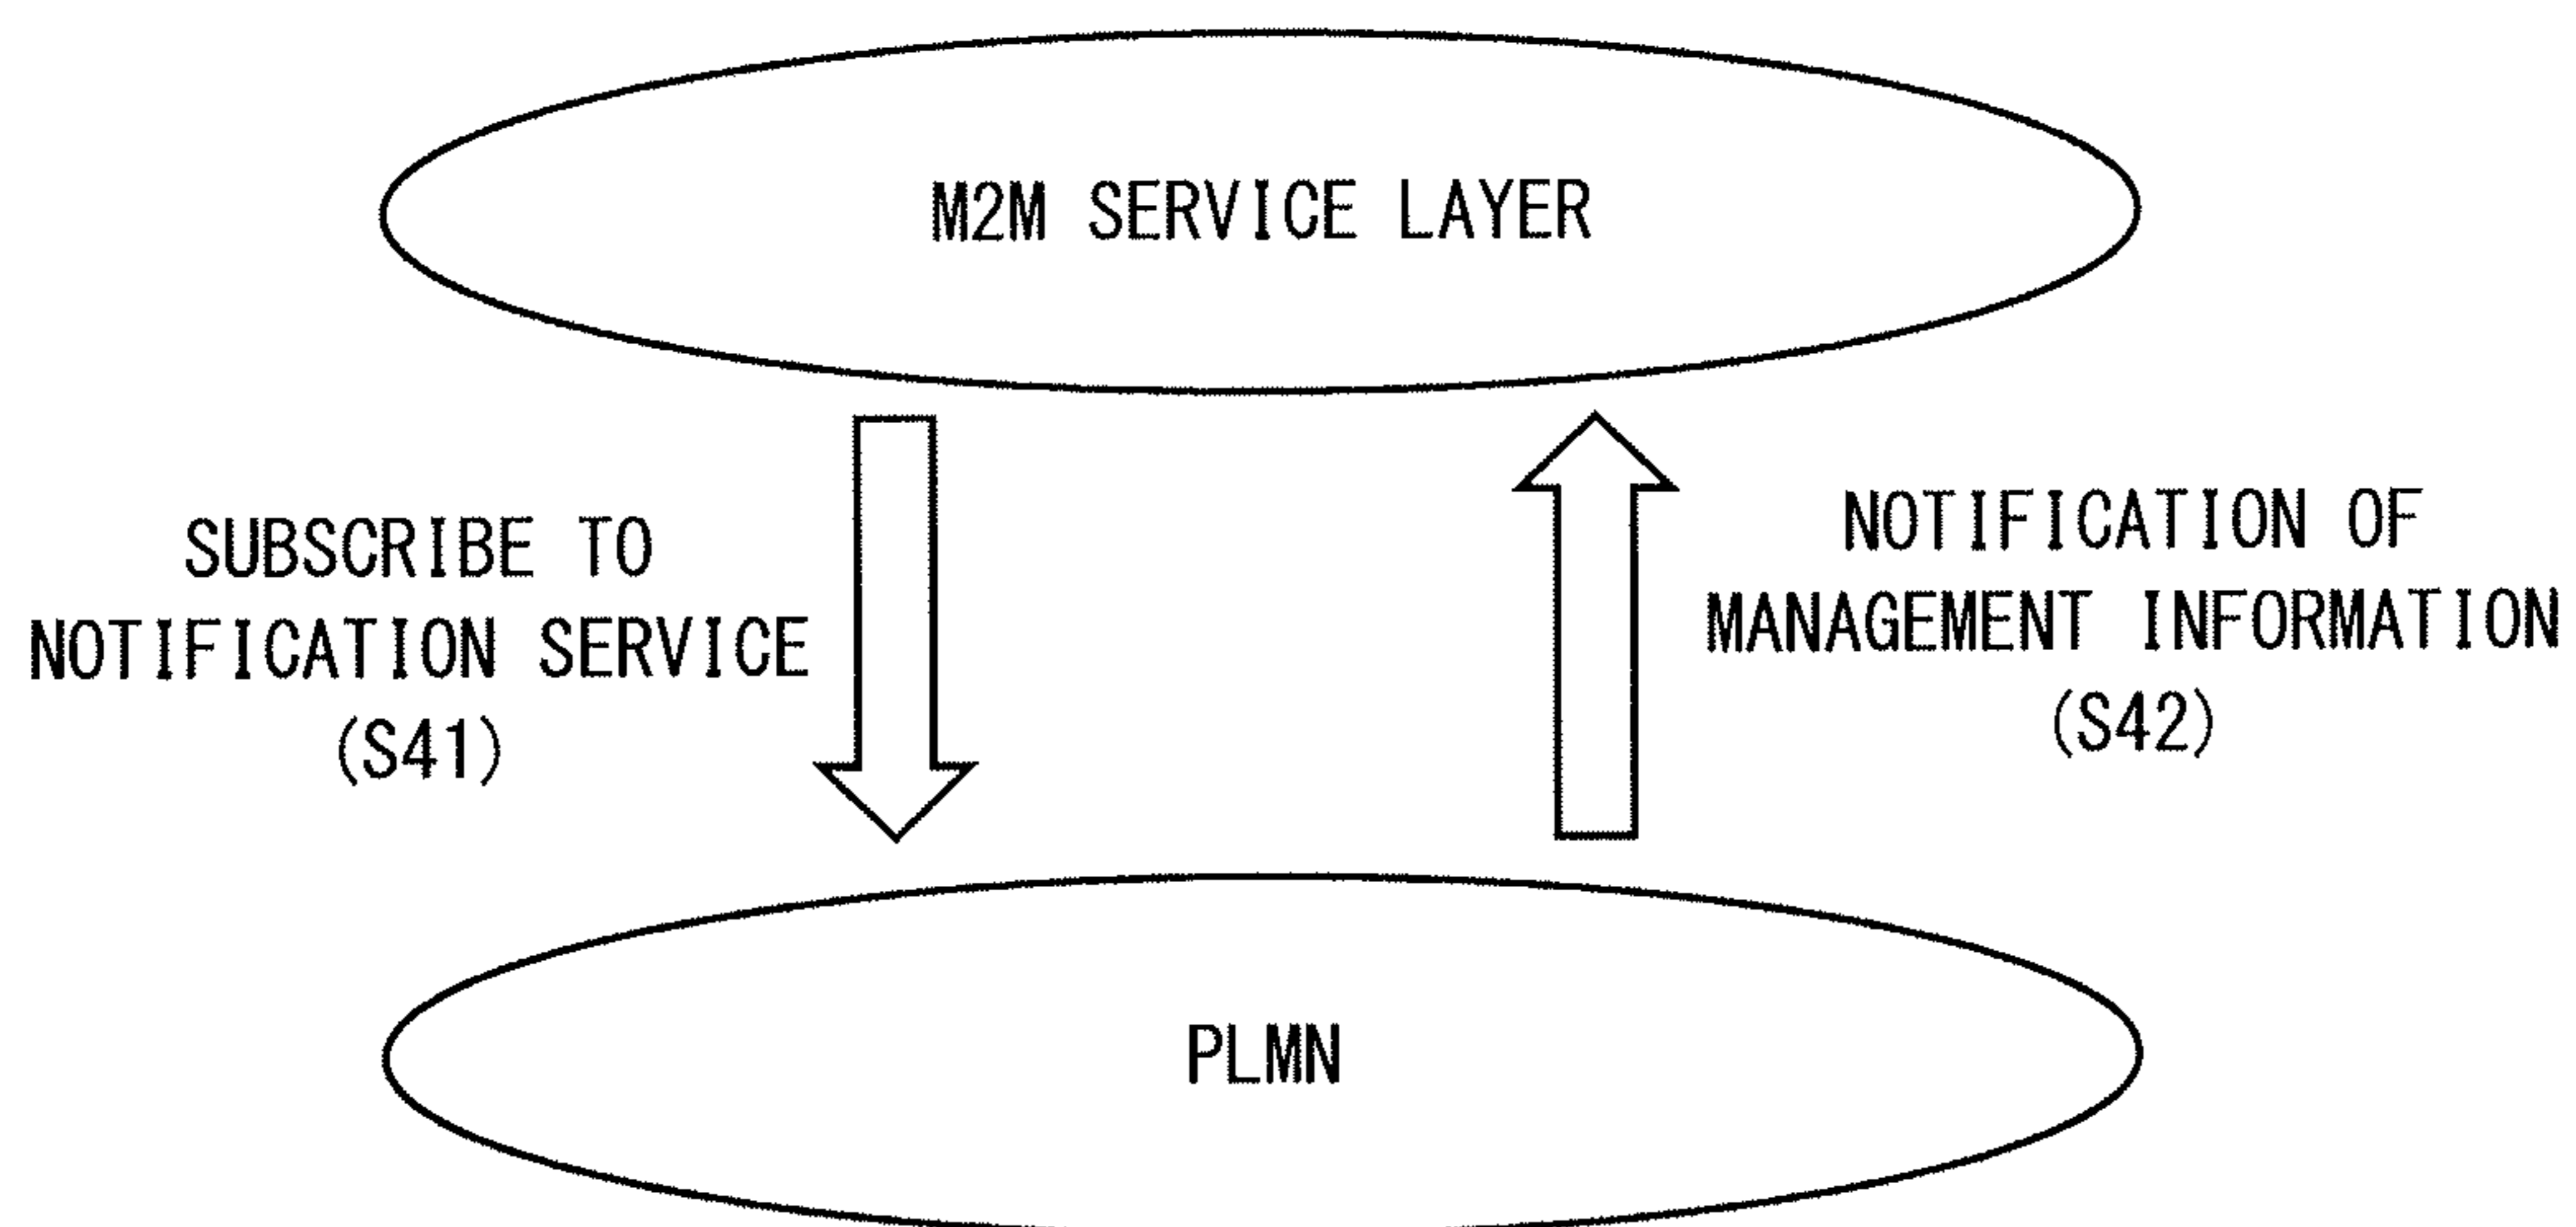 M2M SERVICE LAYER
SUBSCRIBE TO
NOTIFICATION SERVICE
(S41)
NOTIFICATION OF
MANAGEMENT INFORMATION
(S42)
PLMN